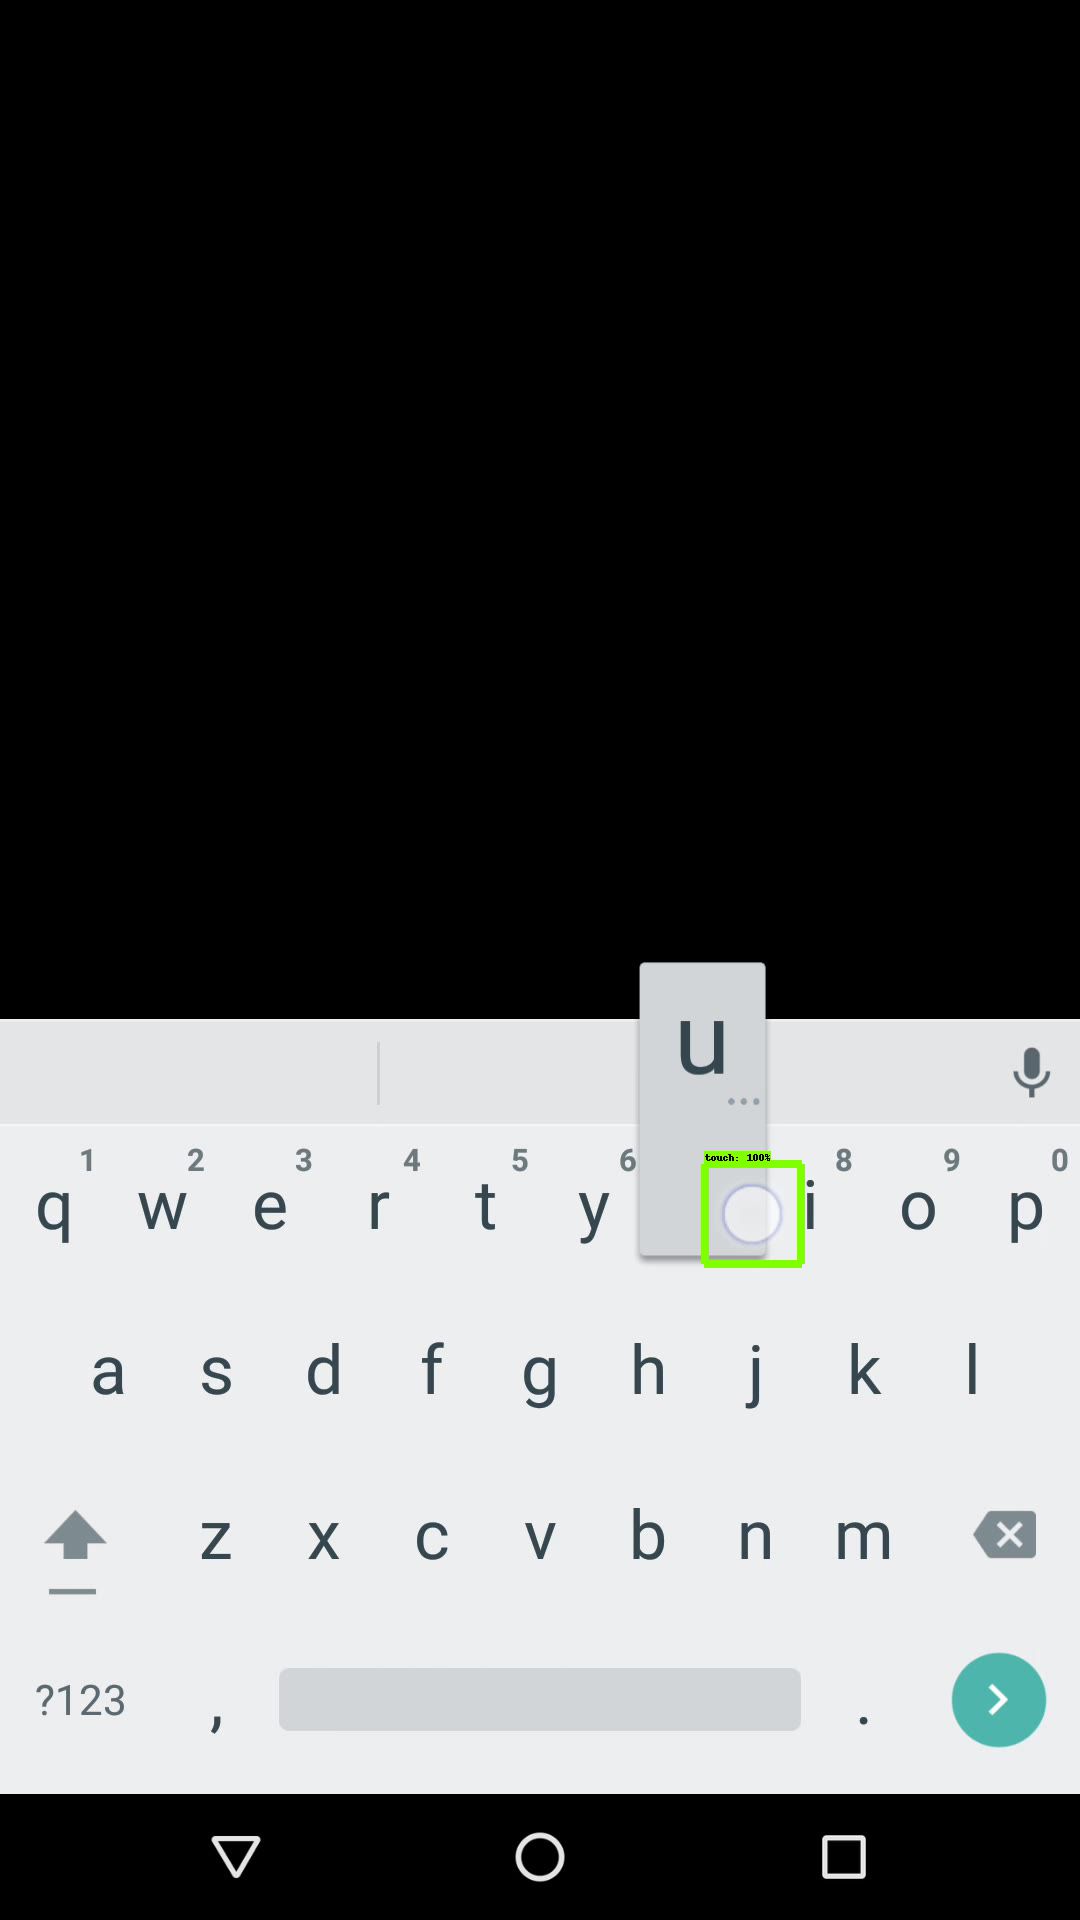 u
...
touch: 100%
1 2 3 4 5 6 8 9 0
q w e r t y i o p
a s d f g h j k l
z x c v b n m
?123 , .